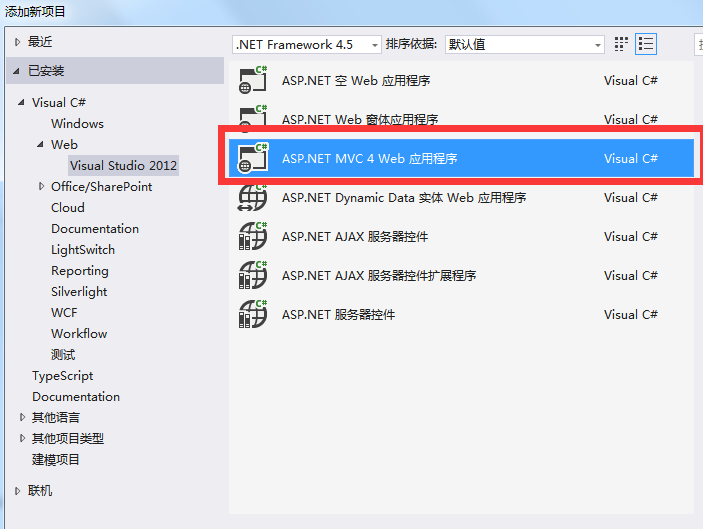 添加新项目
最近
.NET Framework 4.5 排序依据: 默认值
已安装
Visual C#
Windows
Web
Visual Studio 2012
Office/SharePoint
Cloud
Documentation
LightSwitch
Reporting
Silverlight
WCF
Workflow
测试
TypeScript
Documentation
其他语言
其他项目类型
建模项目
联机
ASP.NET 空 Web 应用程序 Visual C#
ASP.NET Web 窗体应用程序 Visual C#
ASP.NET MVC 4 Web 应用程序 Visual C#
ASP.NET Dynamic Data 实体 Web 应用程序 Visual C#
ASP.NET AJAX 服务器控件 Visual C#
ASP.NET AJAX 服务器控件扩展程序 Visual C#
ASP.NET 服务器控件 Visual C#